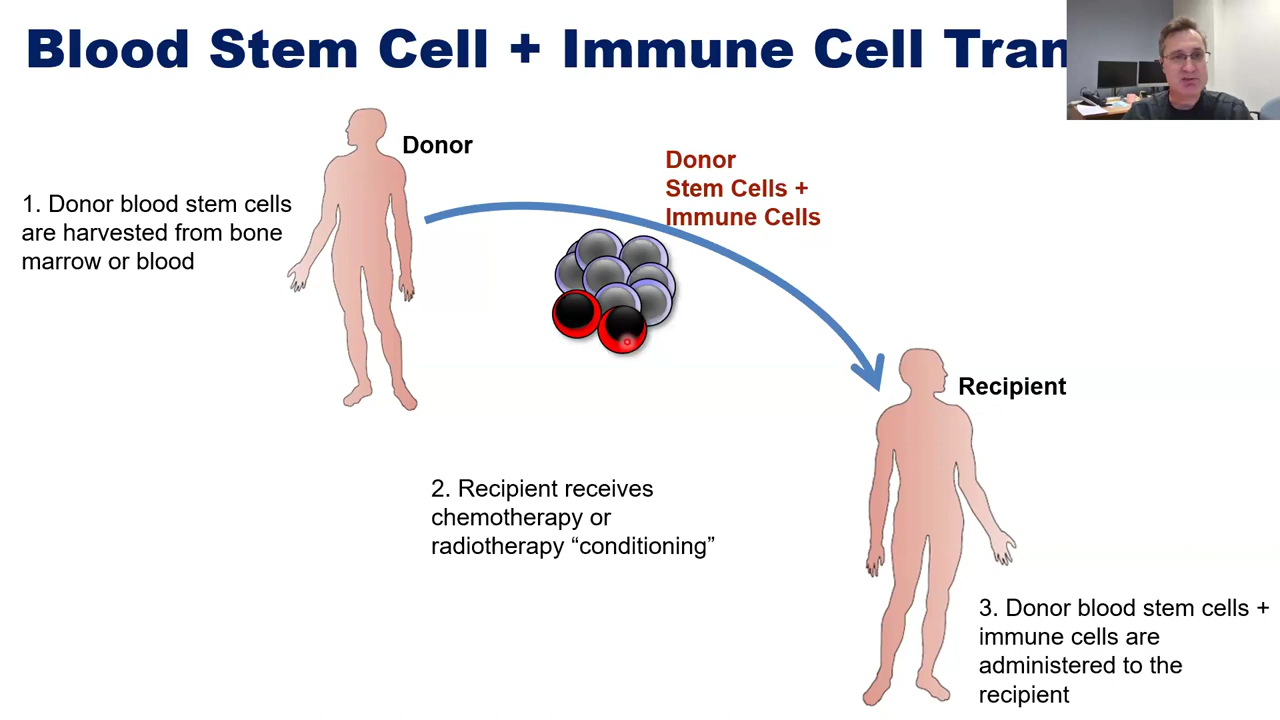 Blood Stem Cell + Immune Cell Tran
Donor
Donor
Stem Cells +
Immune Cells
1. Donor blood stem cells
are harvested from bone
marrow or blood
Recipient
2. Recipient receives
chemotherapy or
radiotherapy “conditioning”
3. Donor blood stem cells +
immune cells are
administered to the
recipient